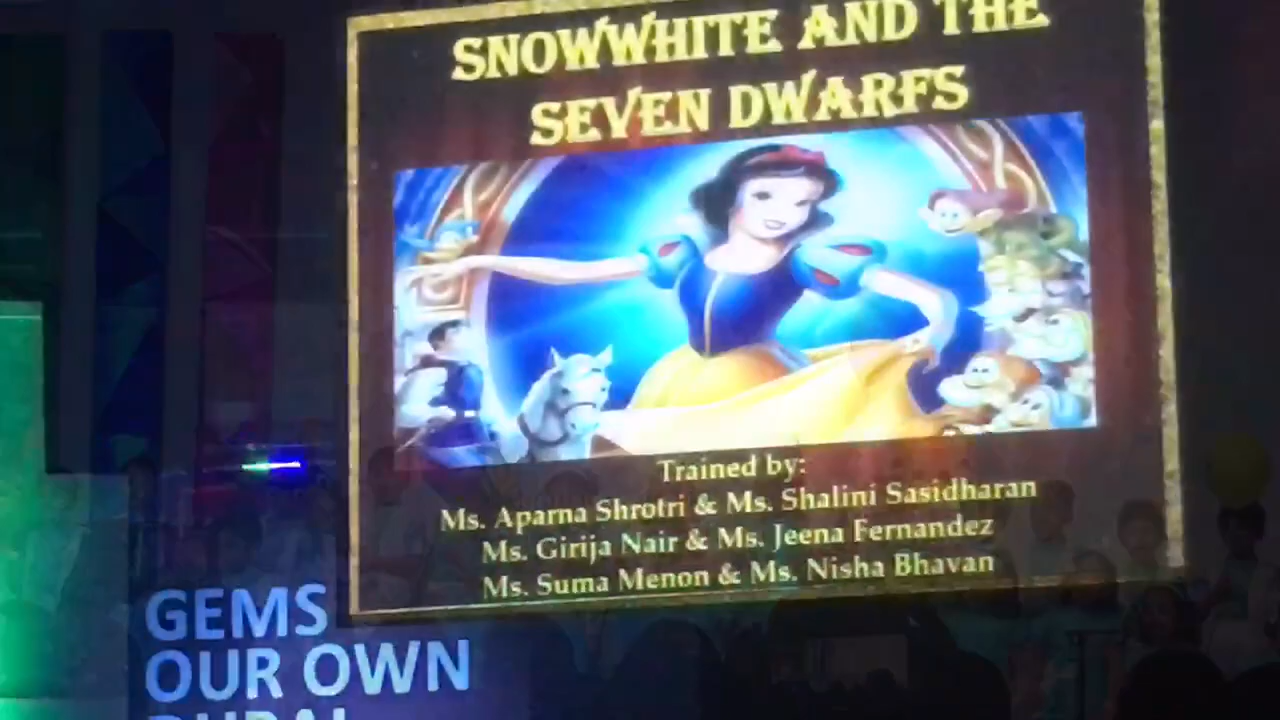 SNOWWHITE AND THE
SEVEN DWARFS
Trained by:
Ms. Aparna Shrotri & Ms. Shalini Sasidharan
Ms. Girija Nair & Ms. Jeena Fernandez
Ms. Suma Menon & Ms. Nisha Bhavan
GEMS
OUR OWN